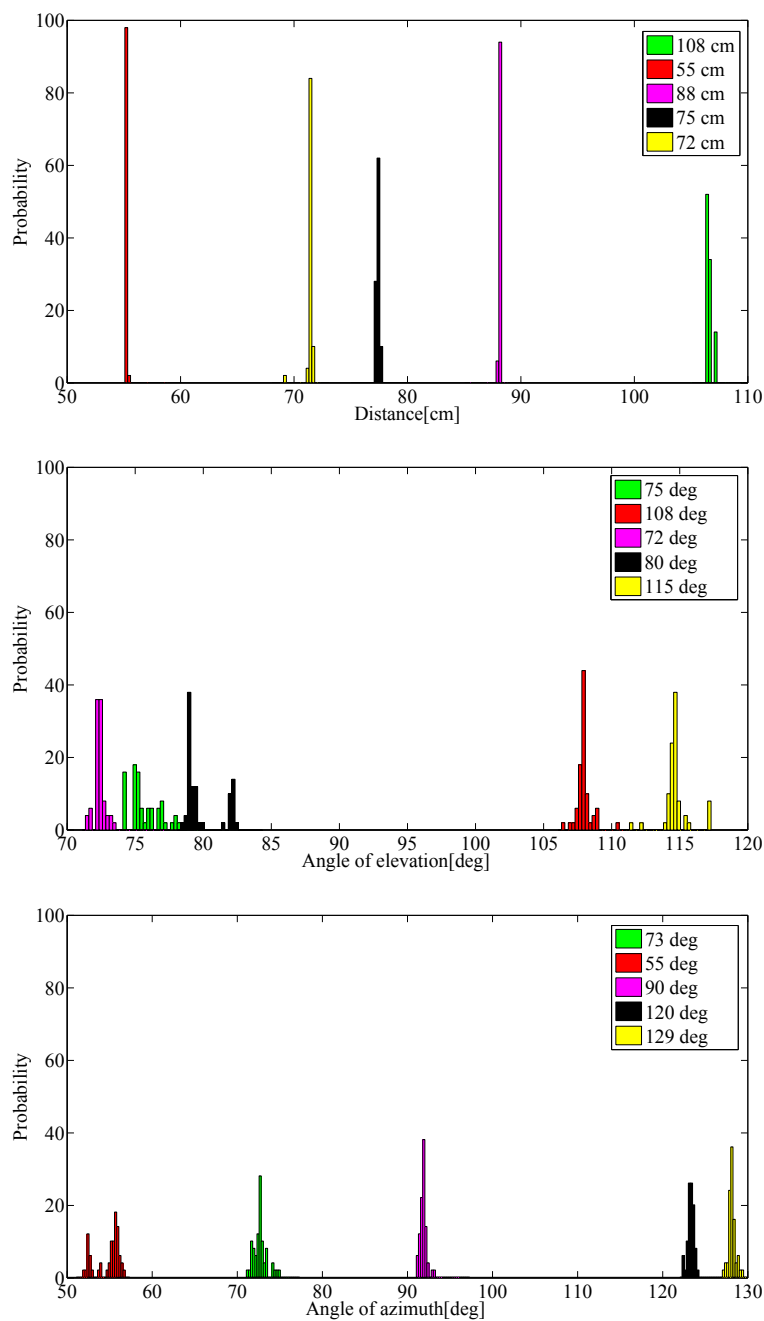 100
80
60
40
20
0
Probability
50 60 70 80 90 100 110
Distance[cm]
108 cm
55 cm
88 cm
75 cm
72 cm
100
80
60
40
20
0
Probability
70 75 80 85 90 95 100 105 110 115 120
Angle of elevation[deg]
75 deg
108 deg
72 deg
80 deg
115 deg
100
80
60
40
20
0
Probability
50 60 70 80 90 100 110 120 130
Angle of azimuth[deg]
73 deg
55 deg
90 deg
120 deg
129 deg